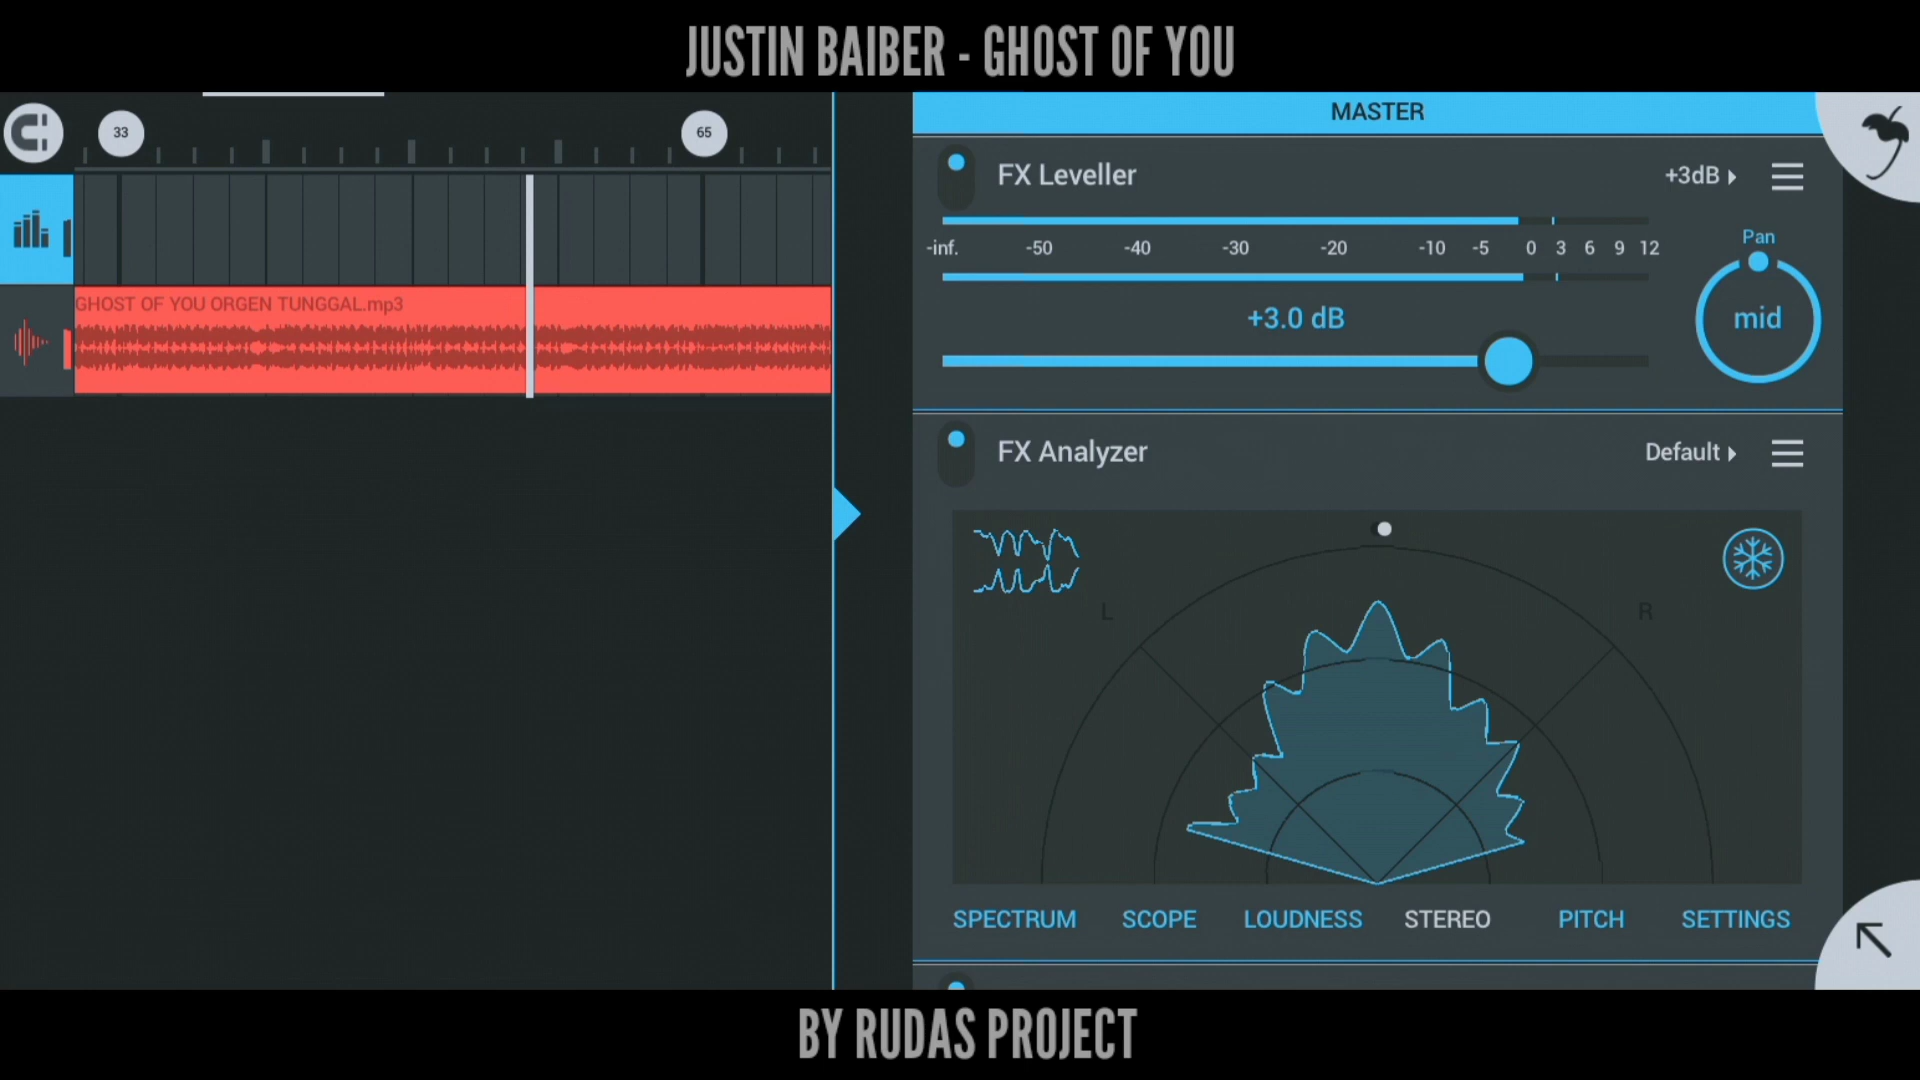 JUSTIN BAIBER - GHOST OF YOU
33
65
GHOST OF YOU ORGEN TUNGGAL.mp3
MASTER
FX Leveller
+3dB
-inf. -50 -40 -30 -20 -10 -5 0 3 6 9 12
Pan
mid
+3.0 dB
FX Analyzer
Default
L
R
SPECTRUM SCOPE LOUDNESS STEREO PITCH SETTINGS
BY RUDAS PROJECT